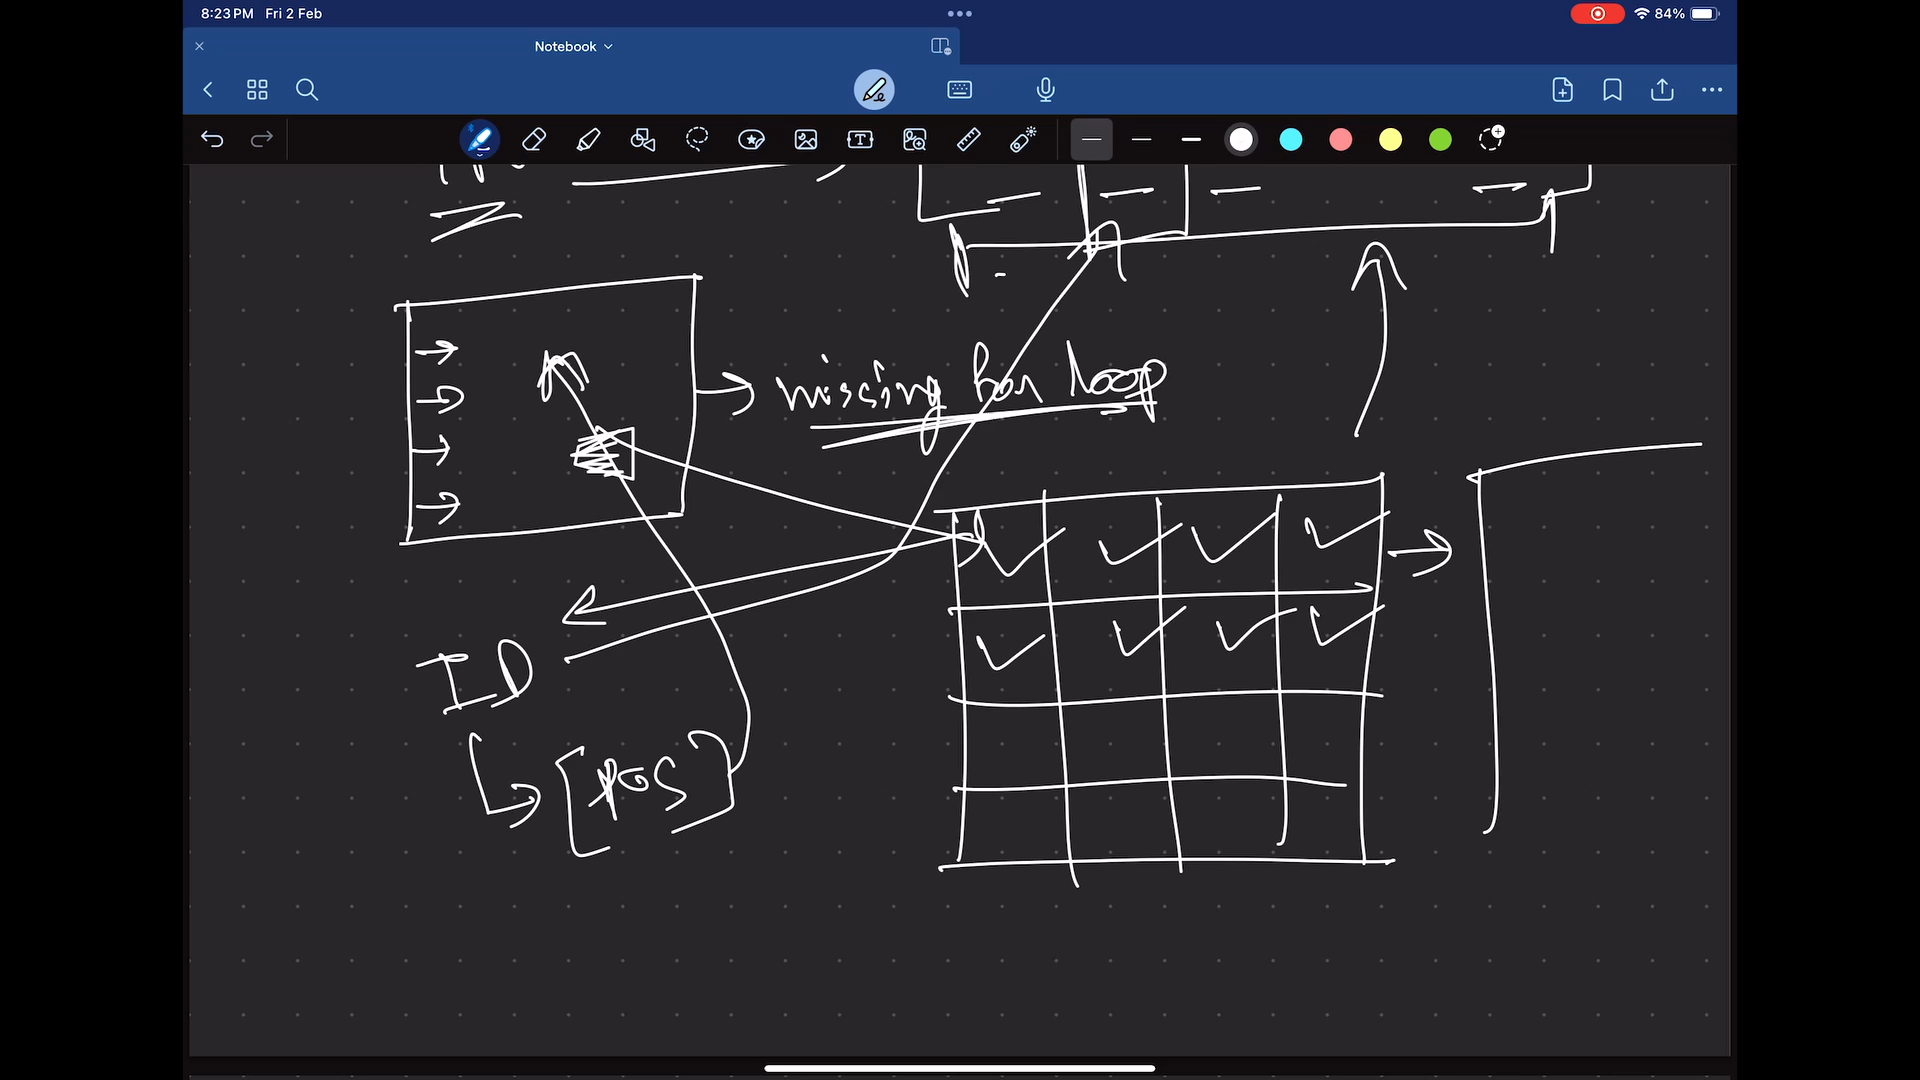 8:23 PM Fri 2 Feb
84%
Notebook
missing for loop
ID
[pos]